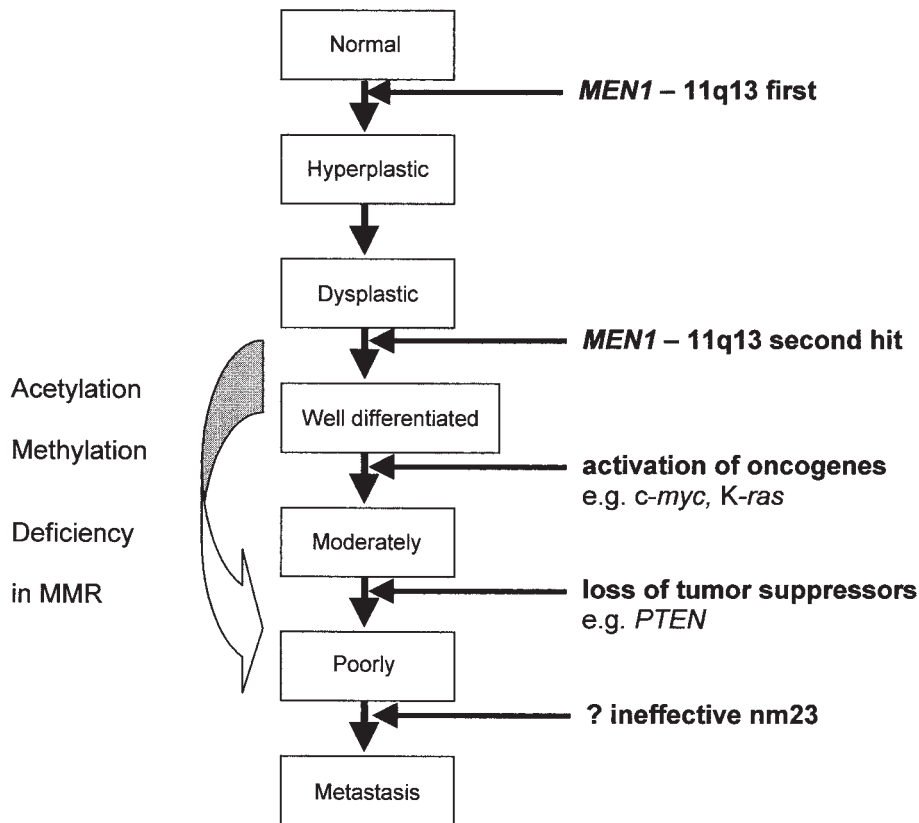 Normal
MEN1 – 11q13 first
Hyperplastic
Dysplastic
MEN1 – 11q13 second hit
Acetylation
Methylation
Deficiency
in MMR
Well differentiated
activation of oncogenes
e.g. c-myc, K-ras
Moderately
loss of tumor suppressors
e.g. PTEN
Poorly
? ineffective nm23
Metastasis